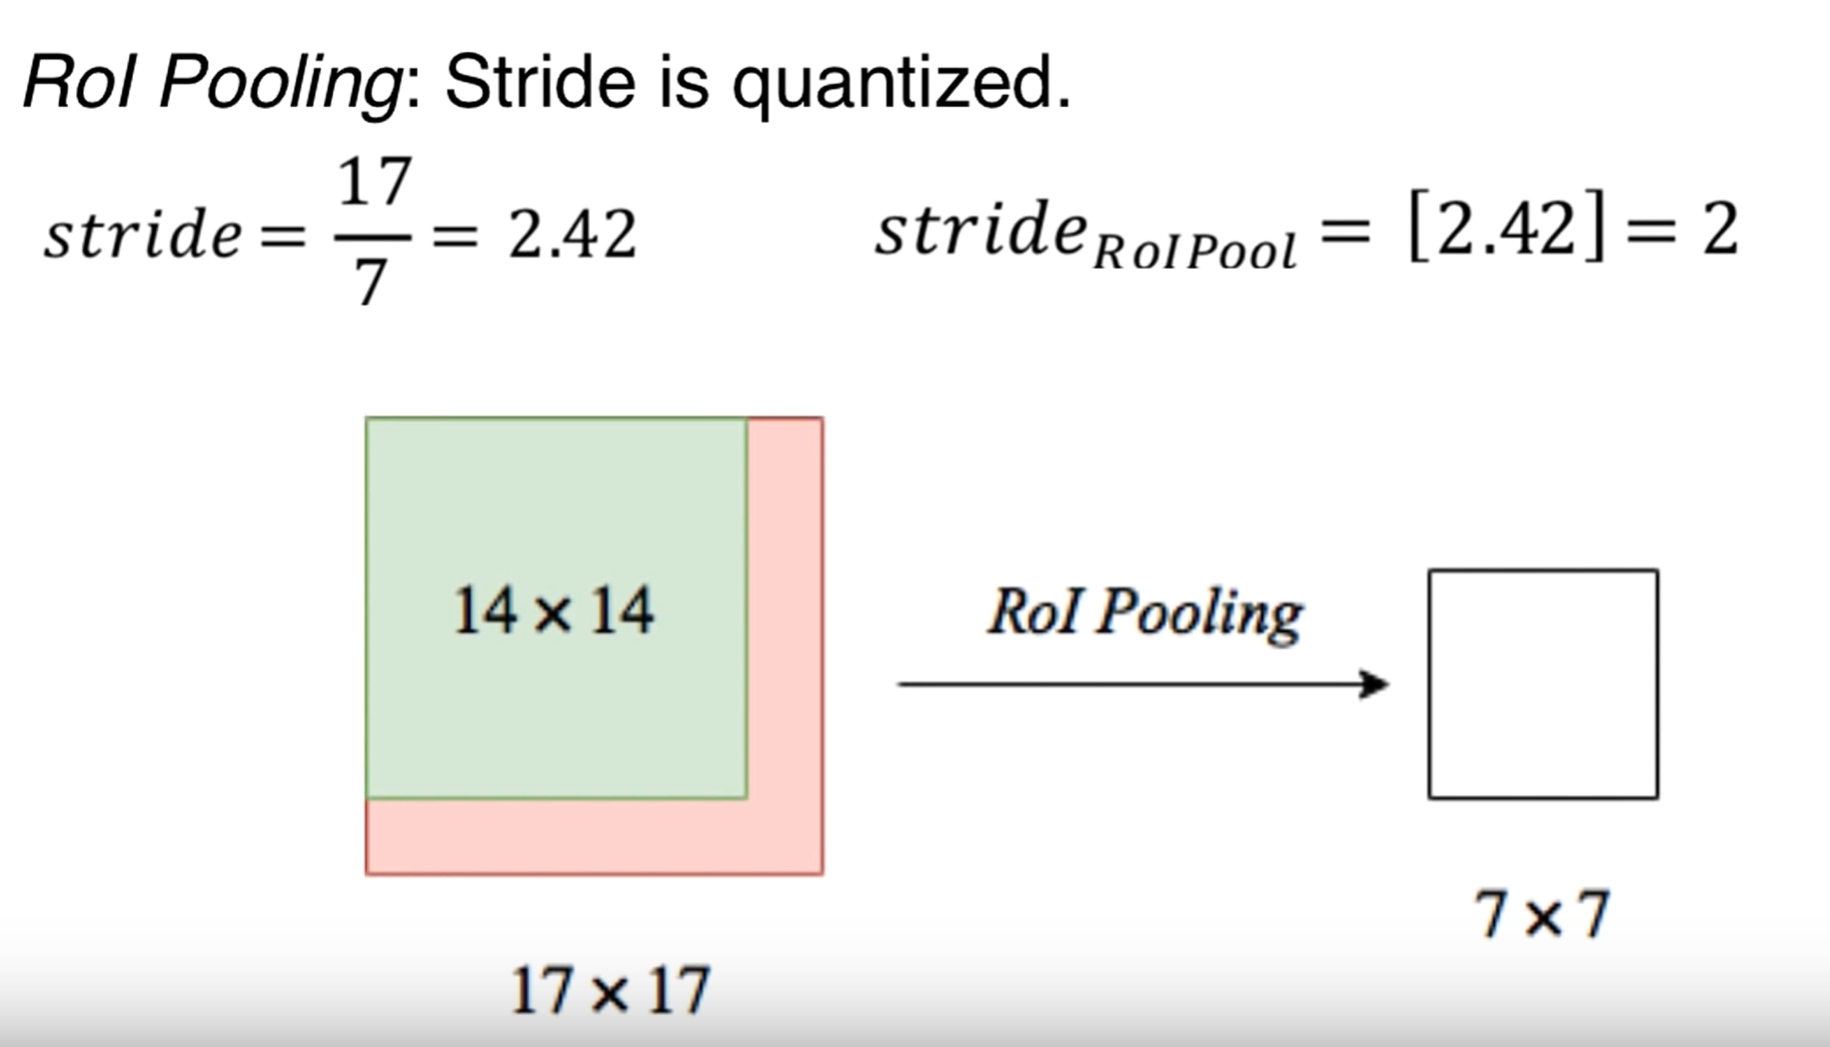 RoI Pooling: Stride is quantized.
stride = 17/7 = 2.42
stride_RoIPool = [2.42] = 2
14 × 14
RoI Pooling
7 × 7
17 × 17